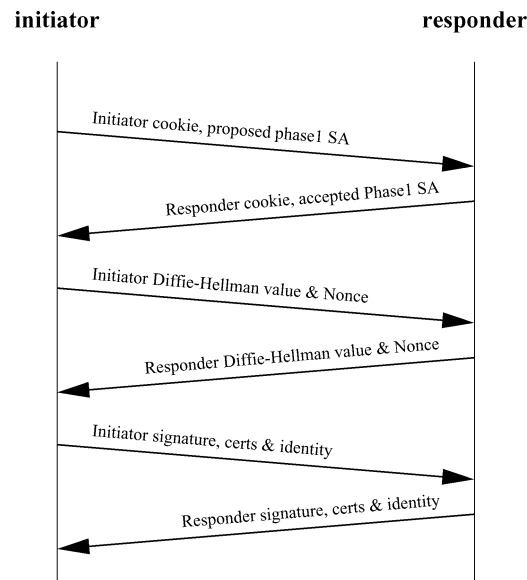 initiator
responder
Initiator cookie, proposed phase1 SA
Responder cookie, accepted Phase1 SA
Initiator Diffie-Hellman value & Nonce
Responder Diffie-Hellman value & Nonce
Initiator signature, certs & identity
Responder signature, certs & identity